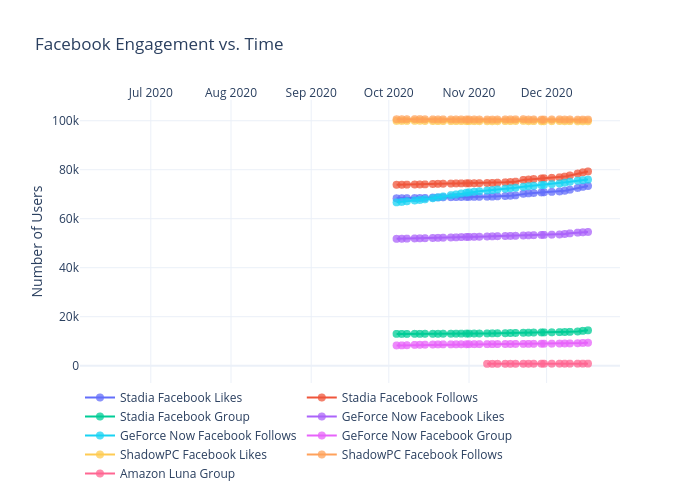 Facebook Engagement vs. Time
Jul 2020 Aug 2020 Sep 2020 Oct 2020 Nov 2020 Dec 2020
100k
80k
60k
40k
20k
0
Number of Users
Stadia Facebook Likes Stadia Facebook Follows
Stadia Facebook Group GeForce Now Facebook Likes
GeForce Now Facebook Follows GeForce Now Facebook Group
ShadowPC Facebook Likes ShadowPC Facebook Follows
Amazon Luna Group